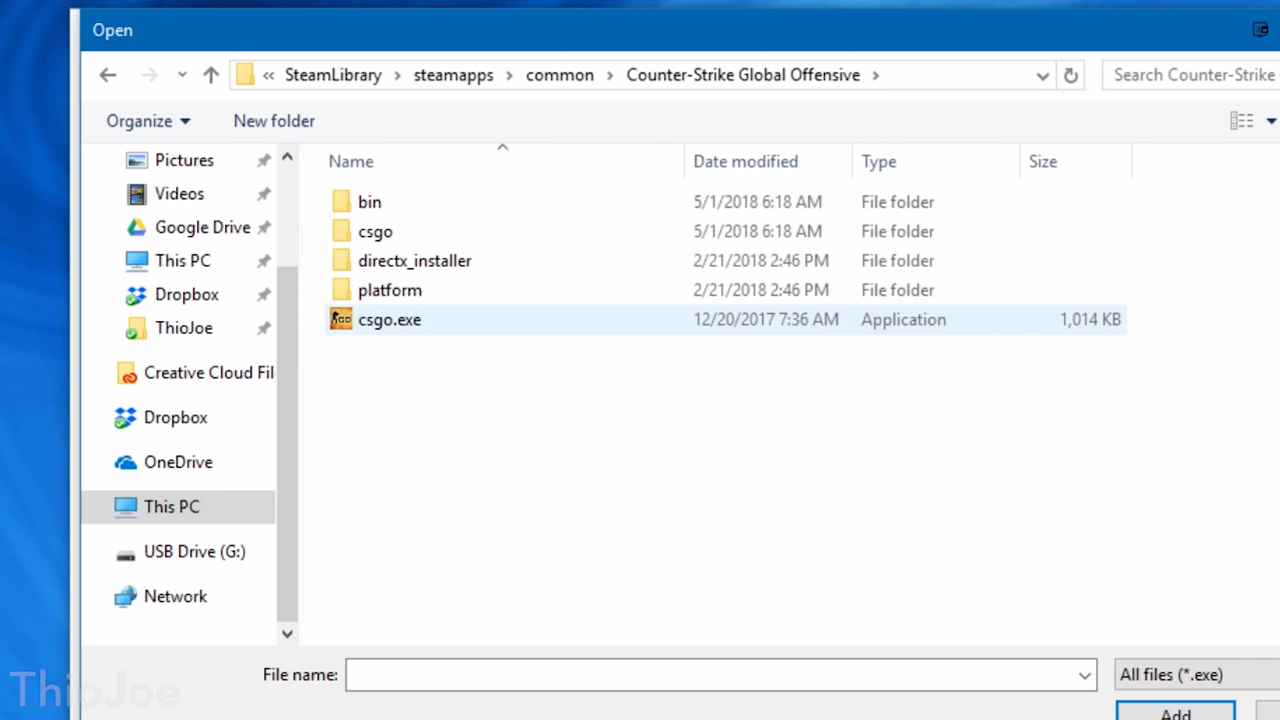 Open
« SteamLibrary › steamapps › common › Counter-Strike Global Offensive ›
Search Counter-Strike
Organize
New folder
Pictures
Videos
Google Drive
This PC
Dropbox
ThioJoe
Creative Cloud Fil
Dropbox
OneDrive
This PC
USB Drive (G:)
Network
Name Date modified Type Size
bin 5/1/2018 6:18 AM File folder
csgo 5/1/2018 6:18 AM File folder
directx_installer 2/21/2018 2:46 PM File folder
platform 2/21/2018 2:46 PM File folder
csgo.exe 12/20/2017 7:36 AM Application 1,014 KB
File name:
All files (*.exe)
Add
ThioJoe